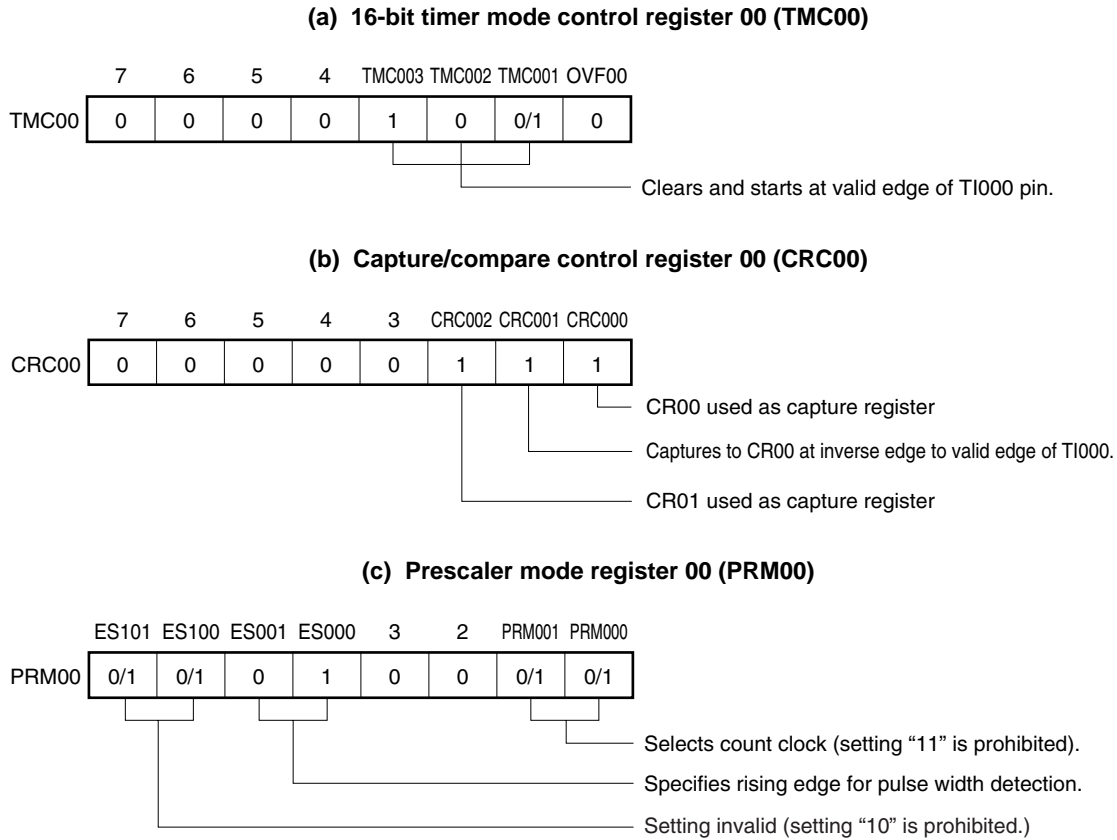 (a) 16-bit timer mode control register 00 (TMC00)
7 6 5 4 TMC003 TMC002 TMC001 OVF00
TMC00 0 0 0 0 1 0 0/1 0
Clears and starts at valid edge of TI000 pin.
(b) Capture/compare control register 00 (CRC00)
7 6 5 4 3 CRC002 CRC001 CRC000
CRC00 0 0 0 0 0 1 1 1
CR00 used as capture register
Captures to CR00 at inverse edge to valid edge of TI000.
CR01 used as capture register
(c) Prescaler mode register 00 (PRM00)
ES101 ES100 ES001 ES000 3 2 PRM001 PRM000
PRM00 0/1 0/1 0 1 0 0 0/1 0/1
Selects count clock (setting “11” is prohibited).
Specifies rising edge for pulse width detection.
Setting invalid (setting “10” is prohibited.)